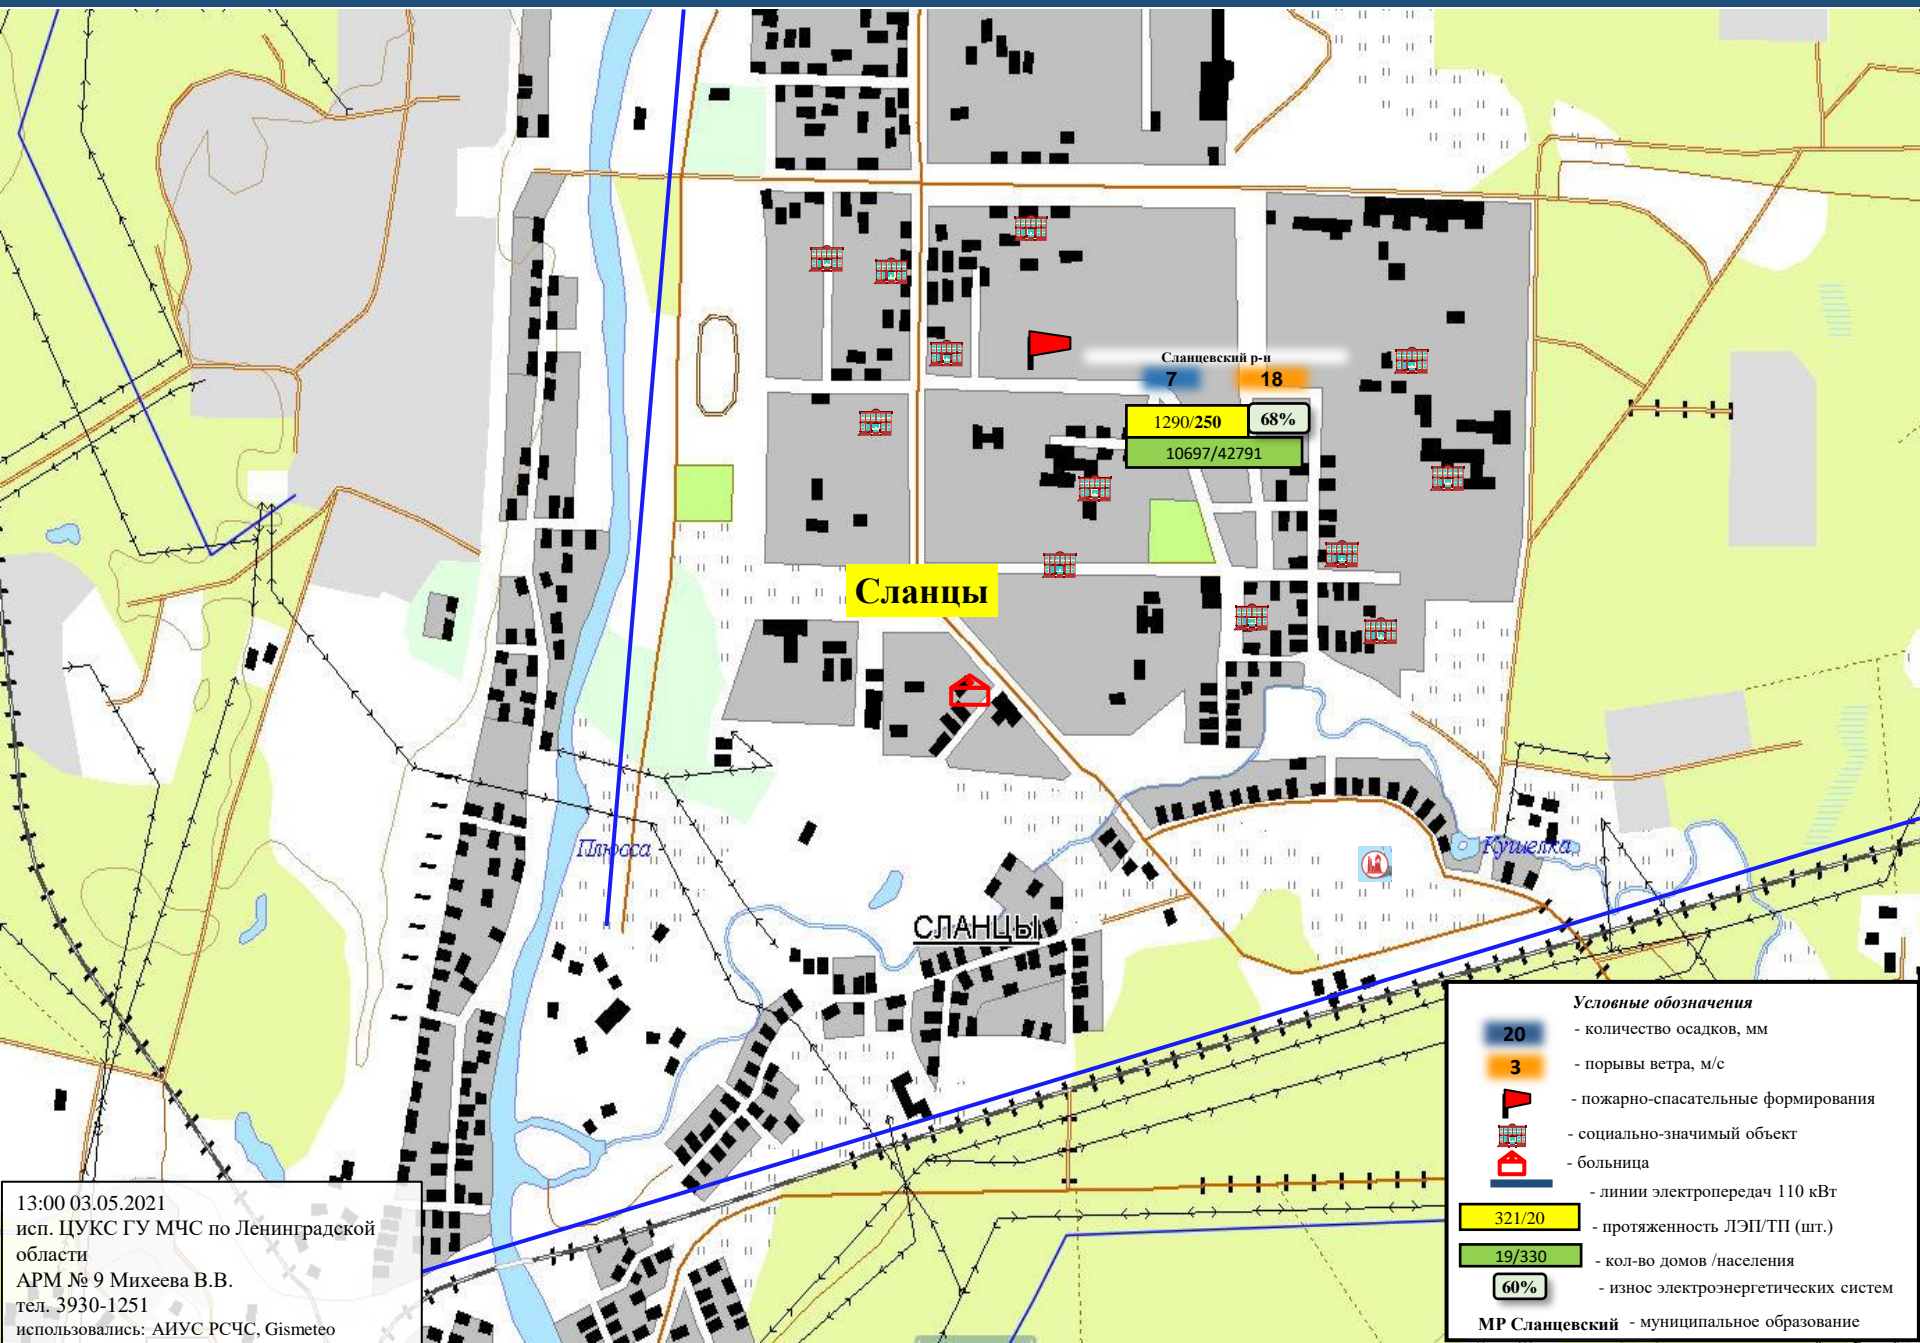 Сланцевский р-н
7 18
1290/250 68%
10697/42791
Сланцы
Плюсса
Кушелка
СЛАНЦЫ
Условные обозначения
20 - количество осадков, мм
3 - порывы ветра, м/с
- пожарно-спасательные формирования
- социально-значимый объект
- больница
- линии электропередач 110 кВт
321/20 - протяженность ЛЭП/ТП (шт.)
19/330 - кол-во домов /населения
60% - износ электроэнергетических систем
МР Сланцевский - муниципальное образование
13:00 03.05.2021
исп. ЦУКС ГУ МЧС по Ленинградской
области
АРМ № 9 Михеева В.В.
тел. 3930-1251
использовались: АИУС РСЧС, Gismeteo